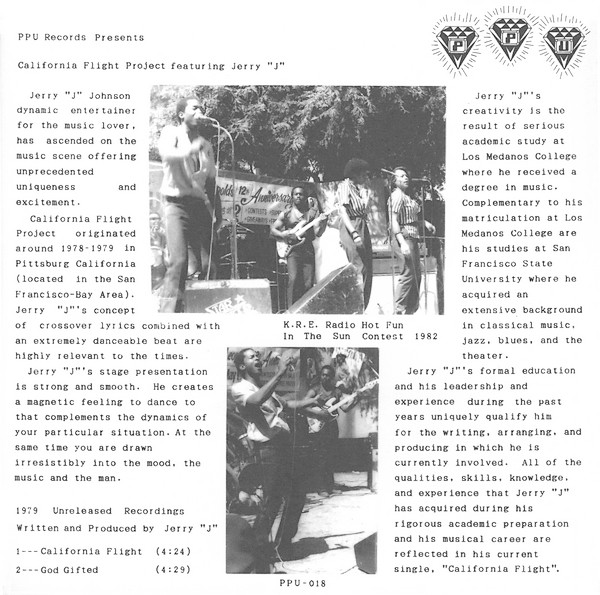 PPU Records Presents
California Flight Project featuring Jerry "J"
P P U
Jerry "J" Johnson
dynamic entertainer
for the music lover,
has ascended on the
music scene offering
unprecedented
uniqueness and
excitement.
California Flight
Project originated
around 1978-1979 in
Pittsburg California
(located in the San
Francisco-Bay Area).
Jerry "J"'s concept
of crossover lyrics combined with
an extremely danceable beat are
highly relevant to the times.
Jerry "J"'s stage presentation
is strong and smooth. He creates
a magnetic feeling to dance to
that complements the dynamics of
your particular situation. At the
same time you are drawn
irresistibly into the mood, the
music and the man.
1979 Unreleased Recordings
Written and Produced by Jerry "J"
1---California Flight (4:24)
2---God Gifted (4:29)
12th
Anniversary
K.R.E. Radio Hot Fun
In The Sun Contest 1982
PPU-018
Jerry "J"'s
creativity is the
result of serious
academic study at
Los Medanos College
where he received a
degree in music.
Complementary to his
matriculation at Los
Medanos College are
his studies at San
Francisco State
University where he
acquired an
extensive background
in classical music,
jazz, blues, and the
theater.
Jerry "J"'s formal education
and his leadership and
experience during the past
years uniquely qualify him
for the writing, arranging, and
producing in which he is
currently involved. All of the
qualities, skills, knowledge,
and experience that Jerry "J"
has acquired during his
rigorous academic preparation
and his musical career are
reflected in his current
single, "California Flight".